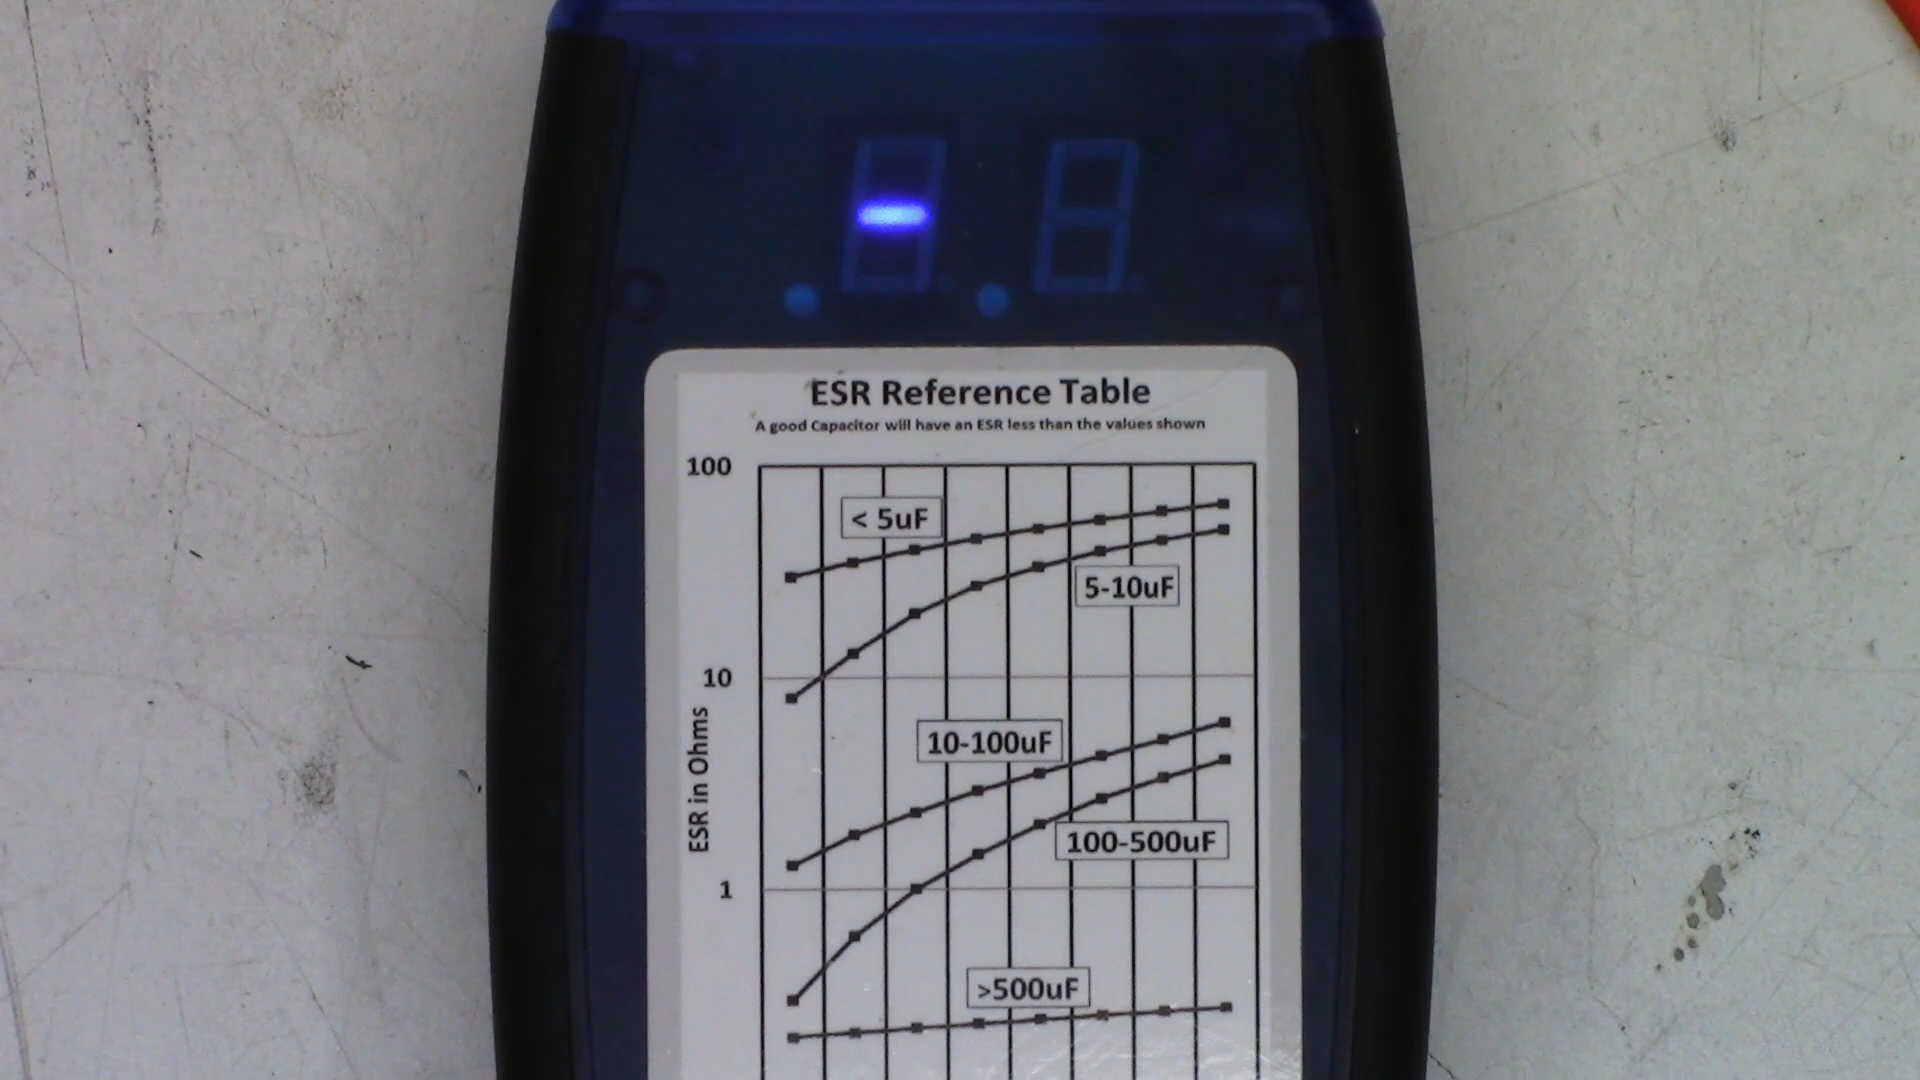 -
ESR Reference Table
A good Capacitor will have an ESR less than the values shown
100
< 5uF
5-10uF
10
10-100uF
ESR in Ohms
100-500uF
1
>500uF